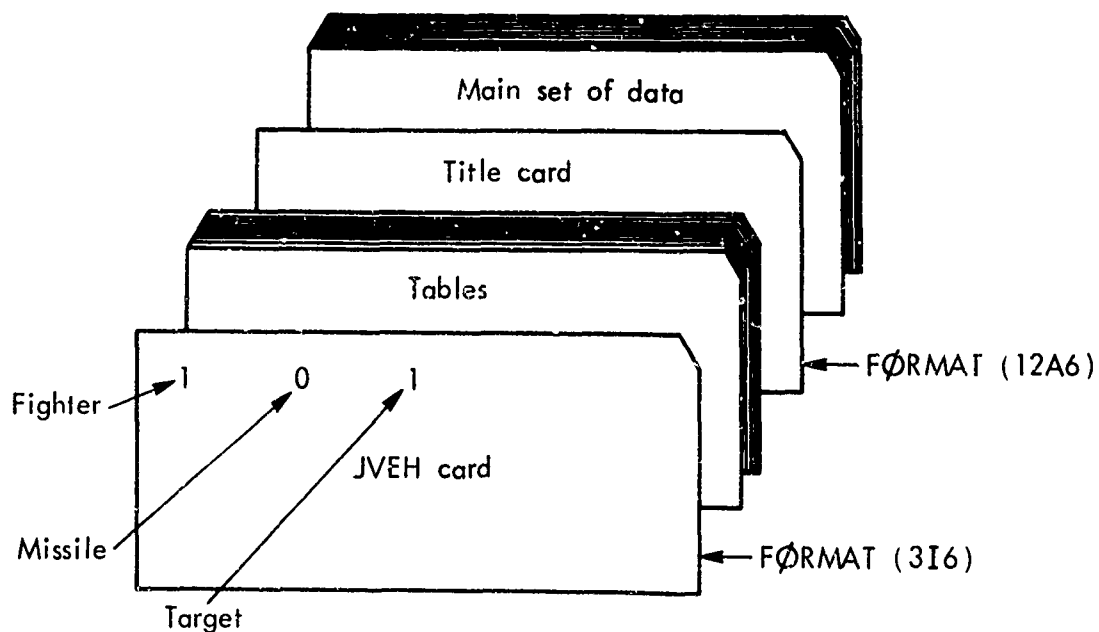 Main set of data
Title card
Tables
FØRMAT (12A6)
1 0 1
Fighter
JVEH card
Missile
FØRMAT (3I6)
Target